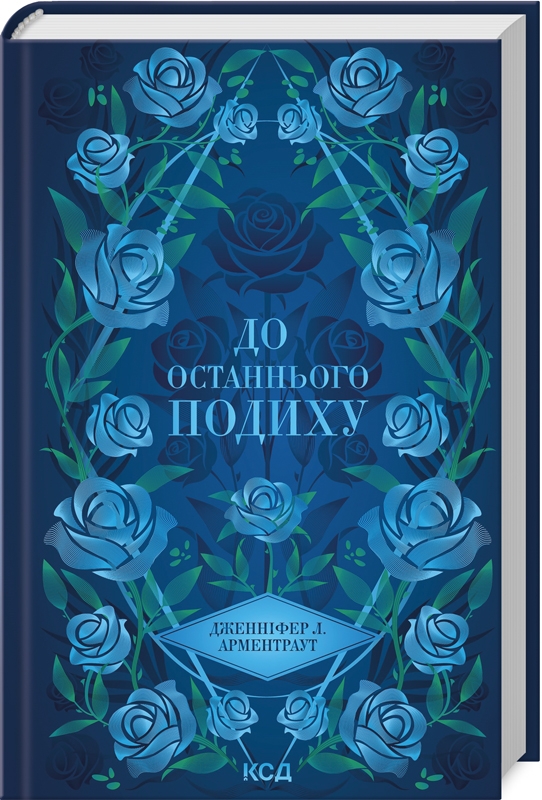 ДО
ОСТАННЬОГО
ПОДИХУ
ДЖЕННІФЕР Л.
АРМЕНТРАУТ
КСД